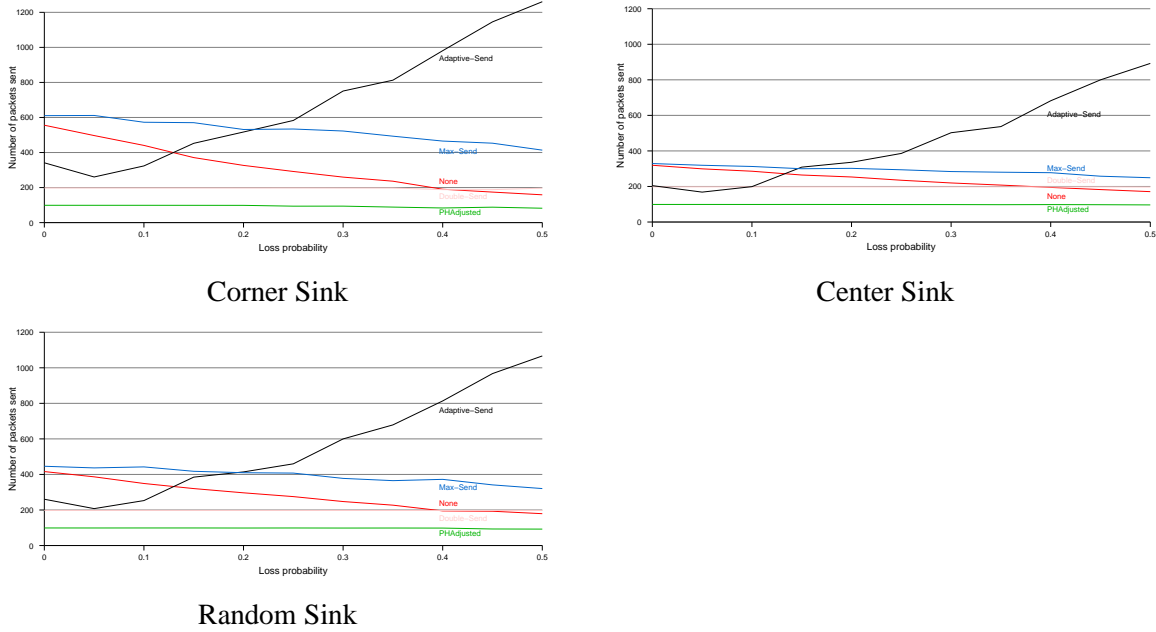 1200
1000
800
600
400
200
0
Number of packets sent
Adaptive−Send
Max−Send
None
Double−Send
PHAdjusted
0 0.1 0.2 0.3 0.4 0.5
Loss probability
Corner Sink
1200
1000
800
600
400
200
0
Number of packets sent
Adaptive−Send
Max−Send
Double−Send
None
PHAdjusted
0 0.1 0.2 0.3 0.4 0.5
Loss probability
Center Sink
1200
1000
800
600
400
200
0
Number of packets sent
Adaptive−Send
Max−Send
None
Double−Send
PHAdjusted
0 0.1 0.2 0.3 0.4 0.5
Loss probability
Random Sink